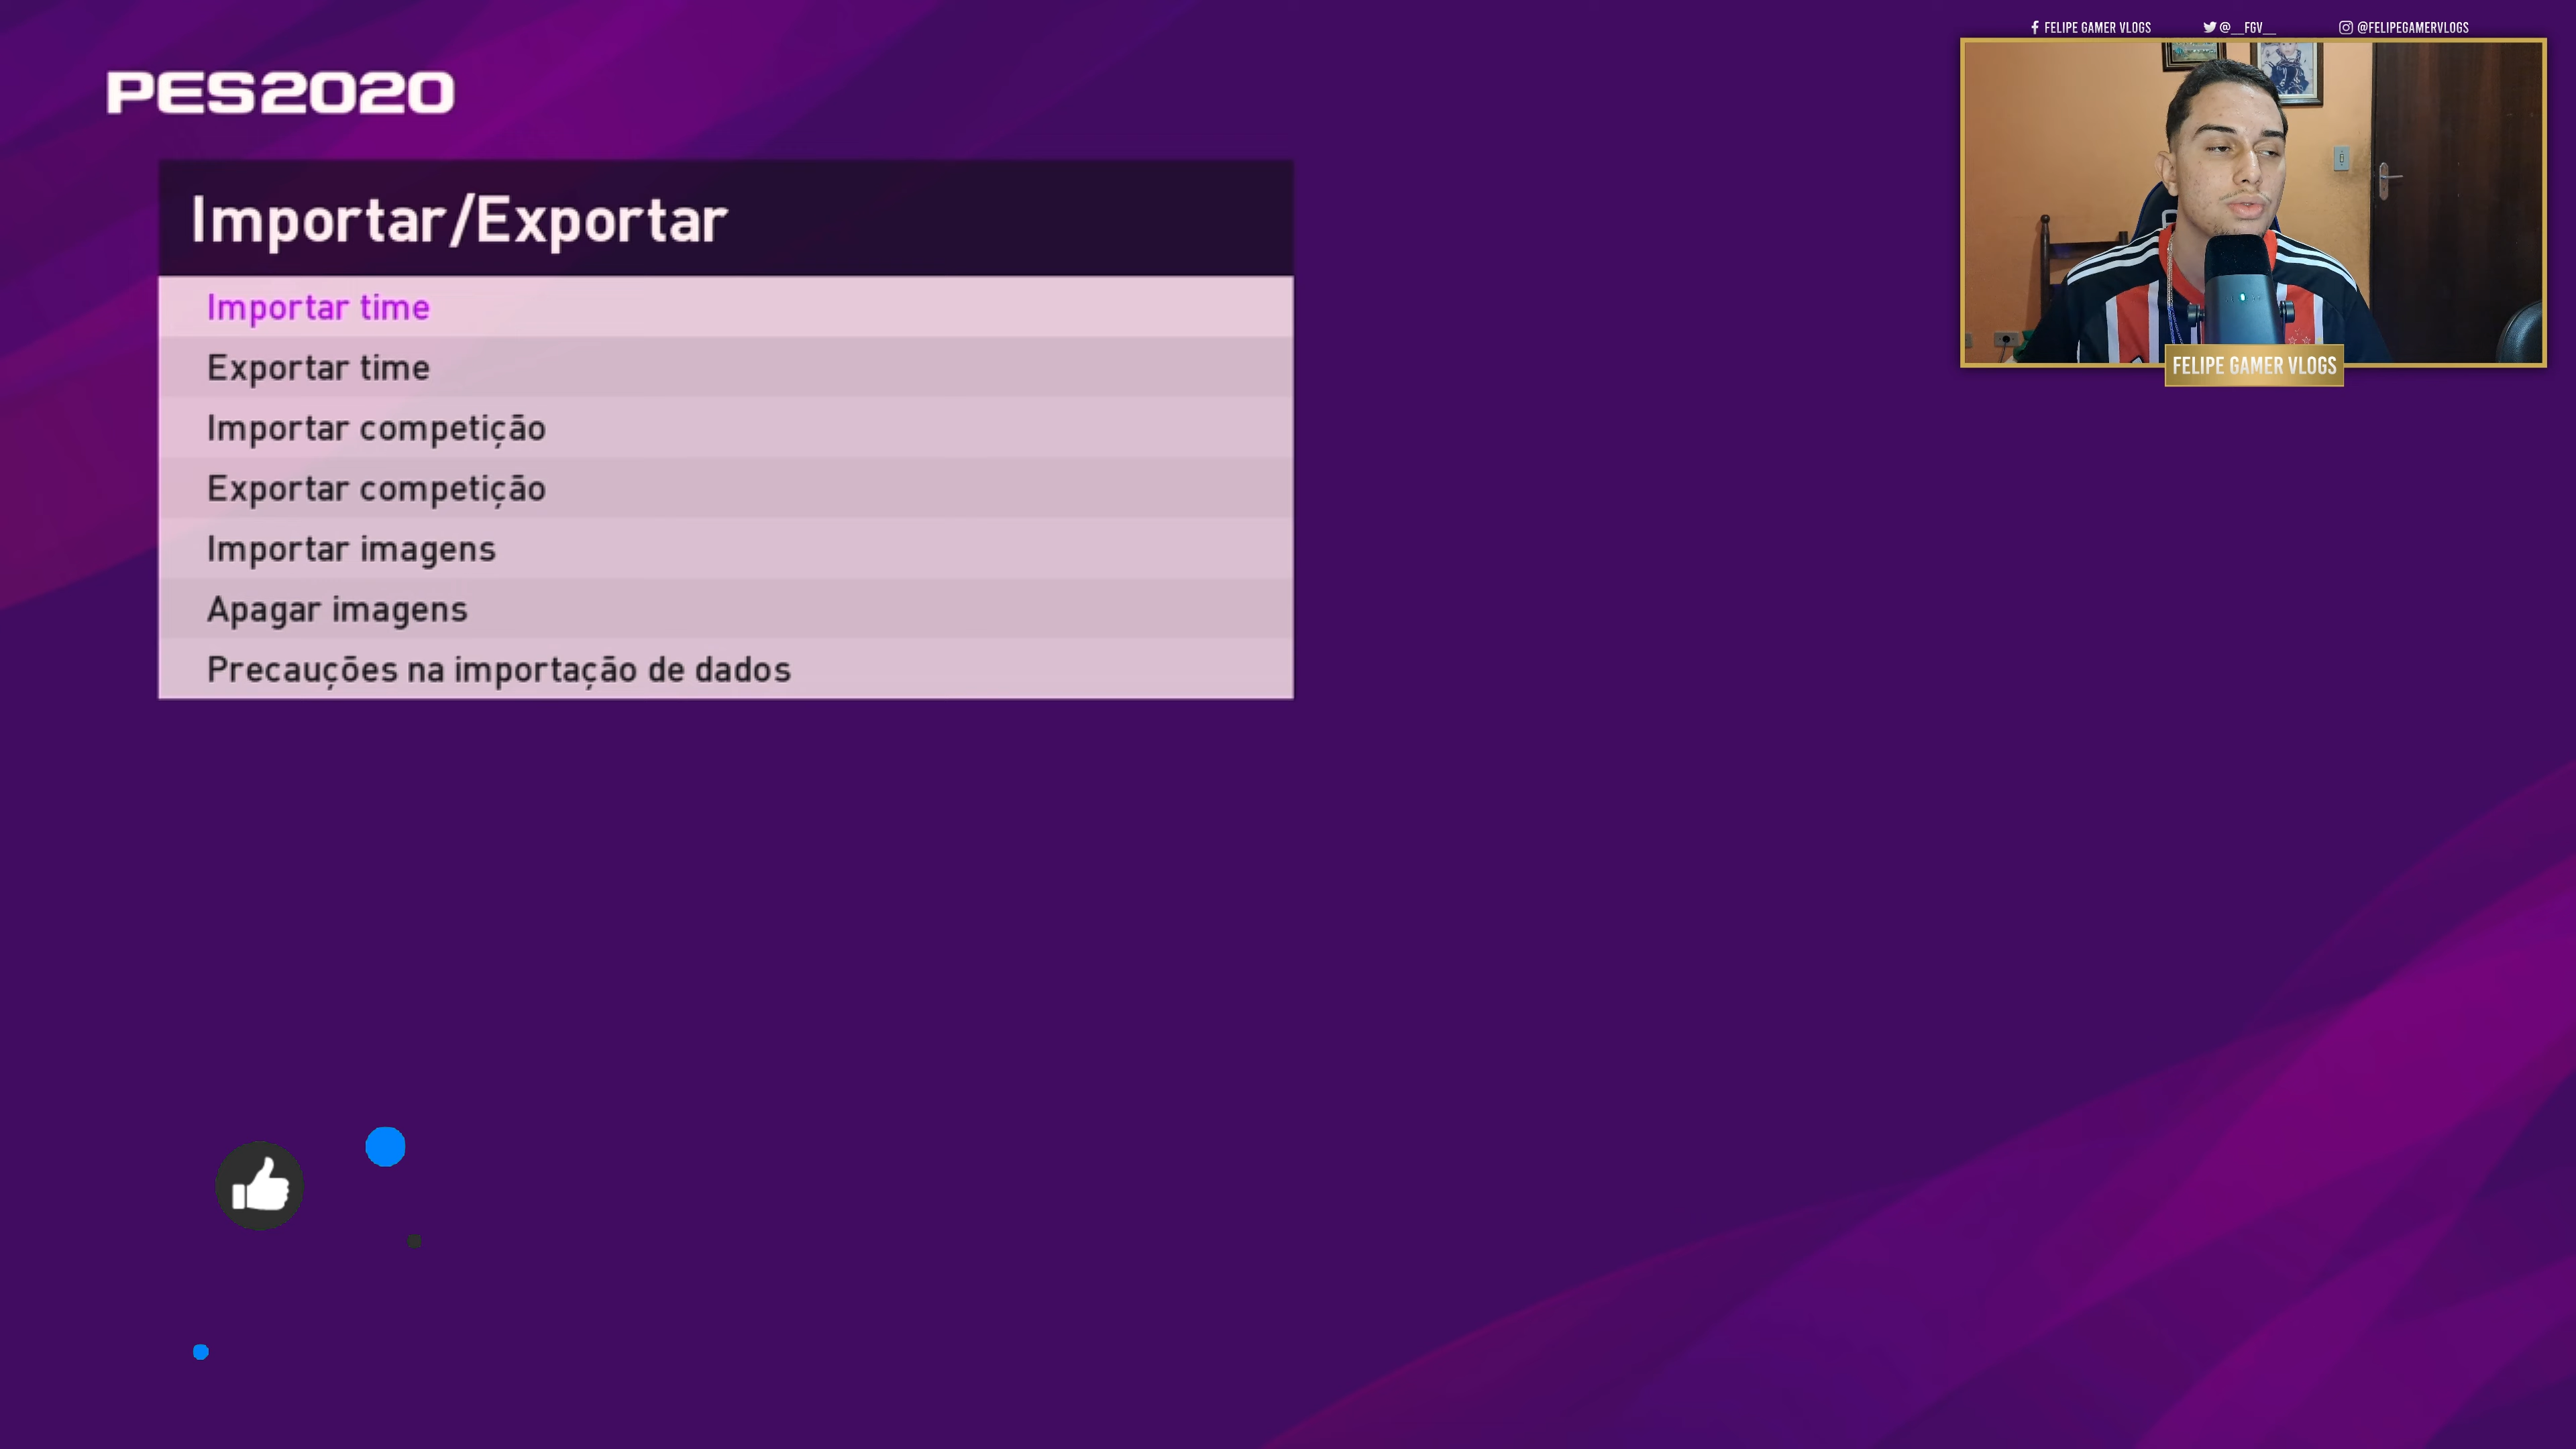 FELIPE GAMER VLOGS @__FGV__ @FELIPEGAMERVLOGS
PES2020
Importar/Exportar
Importar time
Exportar time
Importar competição
Exportar competição
Importar imagens
Apagar imagens
Precauções na importação de dados
FELIPE GAMER VLOGS